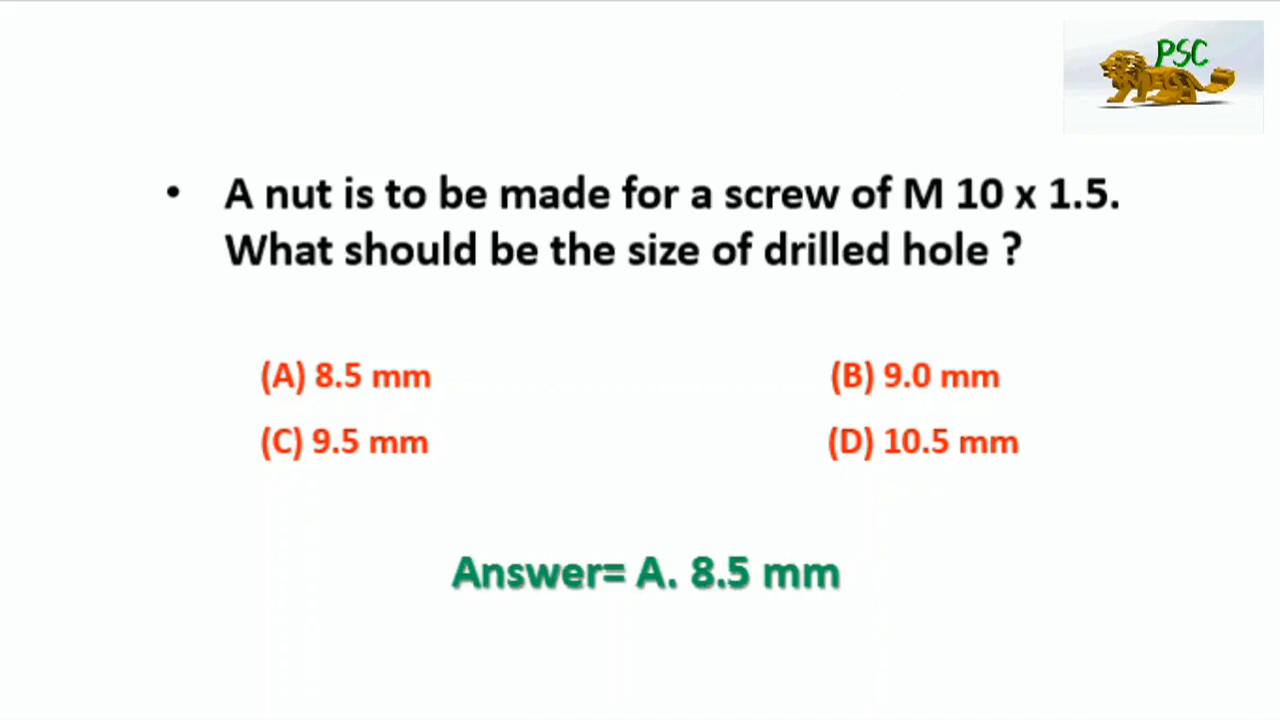 PSC
• A nut is to be made for a screw of M 10 x 1.5.
What should be the size of drilled hole ?
(A) 8.5 mm (B) 9.0 mm
(C) 9.5 mm (D) 10.5 mm
Answer= A. 8.5 mm